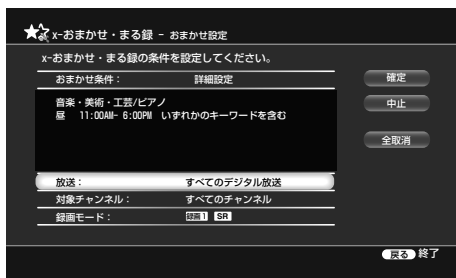 x-おまかせ・まる録 － おまかせ設定
x-おまかせ・まる録の条件を設定してください。
おまかせ条件： 詳細設定
確定
音楽・美術・工芸/ピアノ
中止
昼 11:00AM- 6:00PM いずれかのキーワードを含む
全取消
放送： すべてのデジタル放送
対象チャンネル： すべてのチャンネル
録画モード： 録画1 SR
戻る 終了